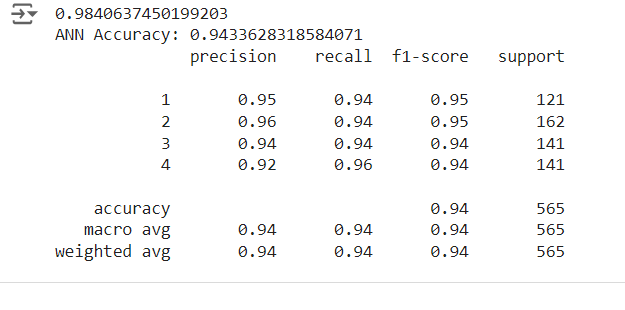 0.9840637450199203
ANN Accuracy: 0.9433628318584071
precision recall f1-score support
1 0.95 0.94 0.95 121
2 0.96 0.94 0.95 162
3 0.94 0.94 0.94 141
4 0.92 0.96 0.94 141
accuracy 0.94 565
macro avg 0.94 0.94 0.94 565
weighted avg 0.94 0.94 0.94 565